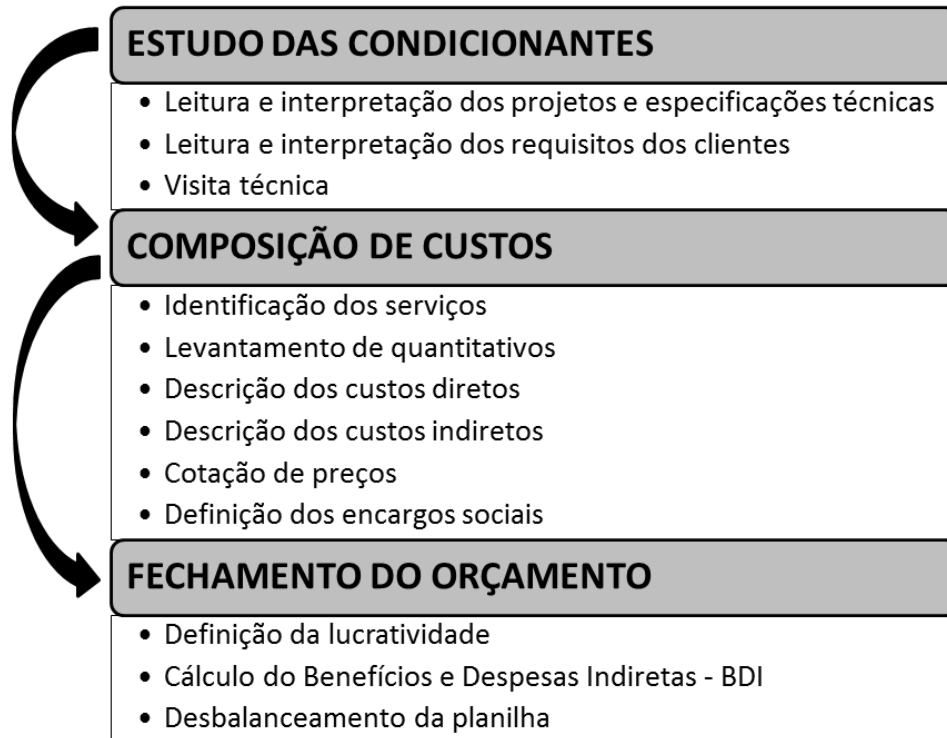 ESTUDO DAS CONDICIONANTES
• Leitura e interpretação dos projetos e especificações técnicas
• Leitura e interpretação dos requisitos dos clientes
• Visita técnica
COMPOSIÇÃO DE CUSTOS
• Identificação dos serviços
• Levantamento de quantitativos
• Descrição dos custos diretos
• Descrição dos custos indiretos
• Cotação de preços
• Definição dos encargos sociais
FECHAMENTO DO ORÇAMENTO
• Definição da lucratividade
• Cálculo do Benefícios e Despesas Indiretas - BDI
• Desbalanceamento da planilha